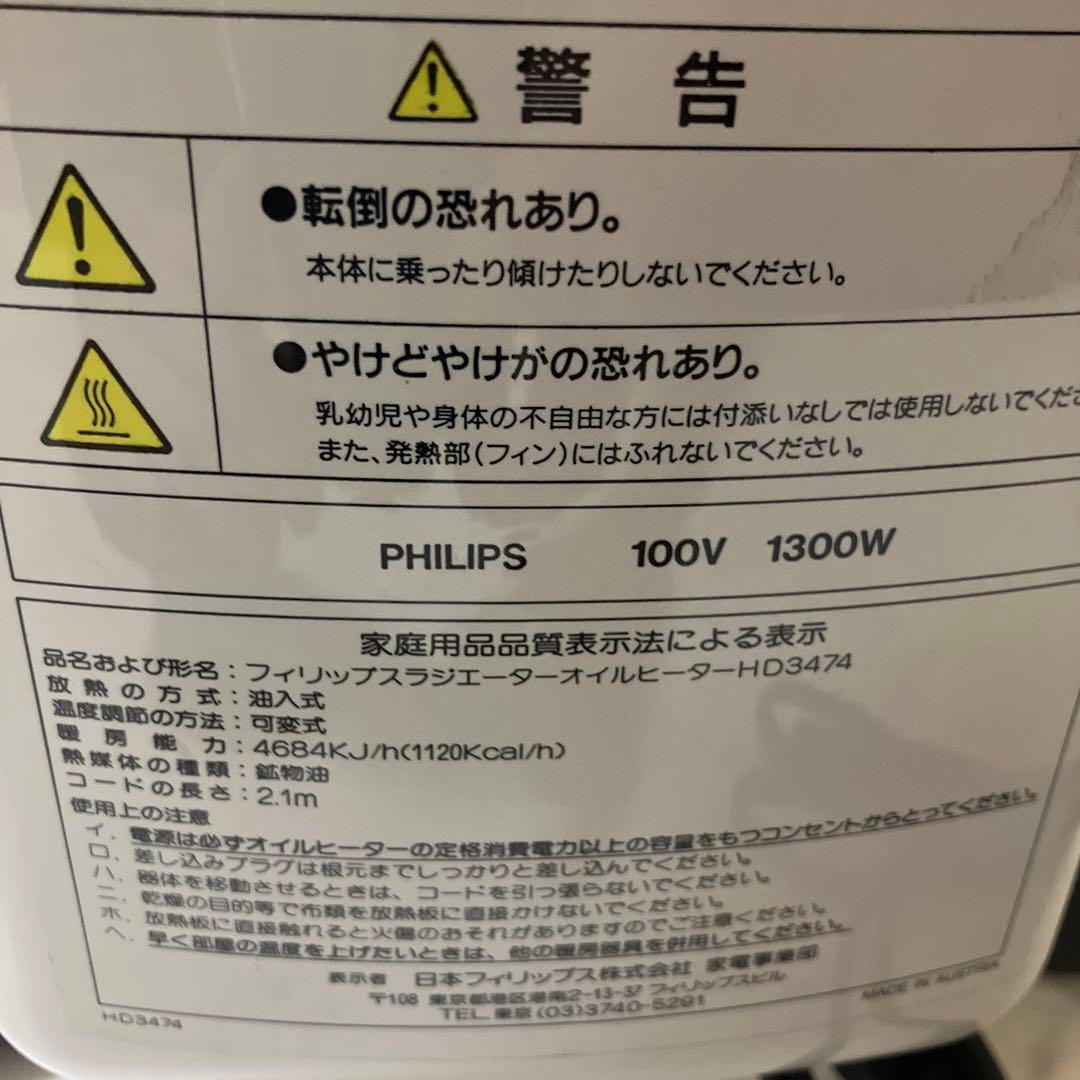 警告
●転倒の恐れあり。
本体に乗ったり傾けたりしないでください。
●やけどやけがの恐れあり。
乳幼児や身体の不自由な方には付添いなしでは使用しないでくださ
また、発熱部(フィン)にはふれないでください。
PHILIPS 100V 1300W
家庭用品品質表示法による表示
品名および形名：フィリップスラジエーターオイルヒーターHD3474
放熱の方式：油入式
温度調節の方法：可変式
暖房能力：4684KJ/h(1120Kcal/h)
熱媒体の種類：鉱物油
コードの長さ：2.1m
使用上の注意
イ．電源は必ずオイルヒーターの定格消費電力以上の容量をもつコンセントからとってください。
ロ．差し込みプラグは根元までしっかりと差し込んでください。
ハ．器体を移動させるときは、コードを引っ張らないでください。
ニ．乾燥の目的等で布類を放熱板に直接かけないでください。
ホ．放熱板に直接触れると火傷のおそれがありますのでご注意ください。
ヘ．早く部屋の温度を上げたいときは、他の暖房器具を併用してください。
表示者 日本フィリップス株式会社 家電事業部
〒108 東京都港区港南2-13-37 フィリップスビル
TEL 東京(03)3740-5291
MADE IN AUSTRIA
HD3474